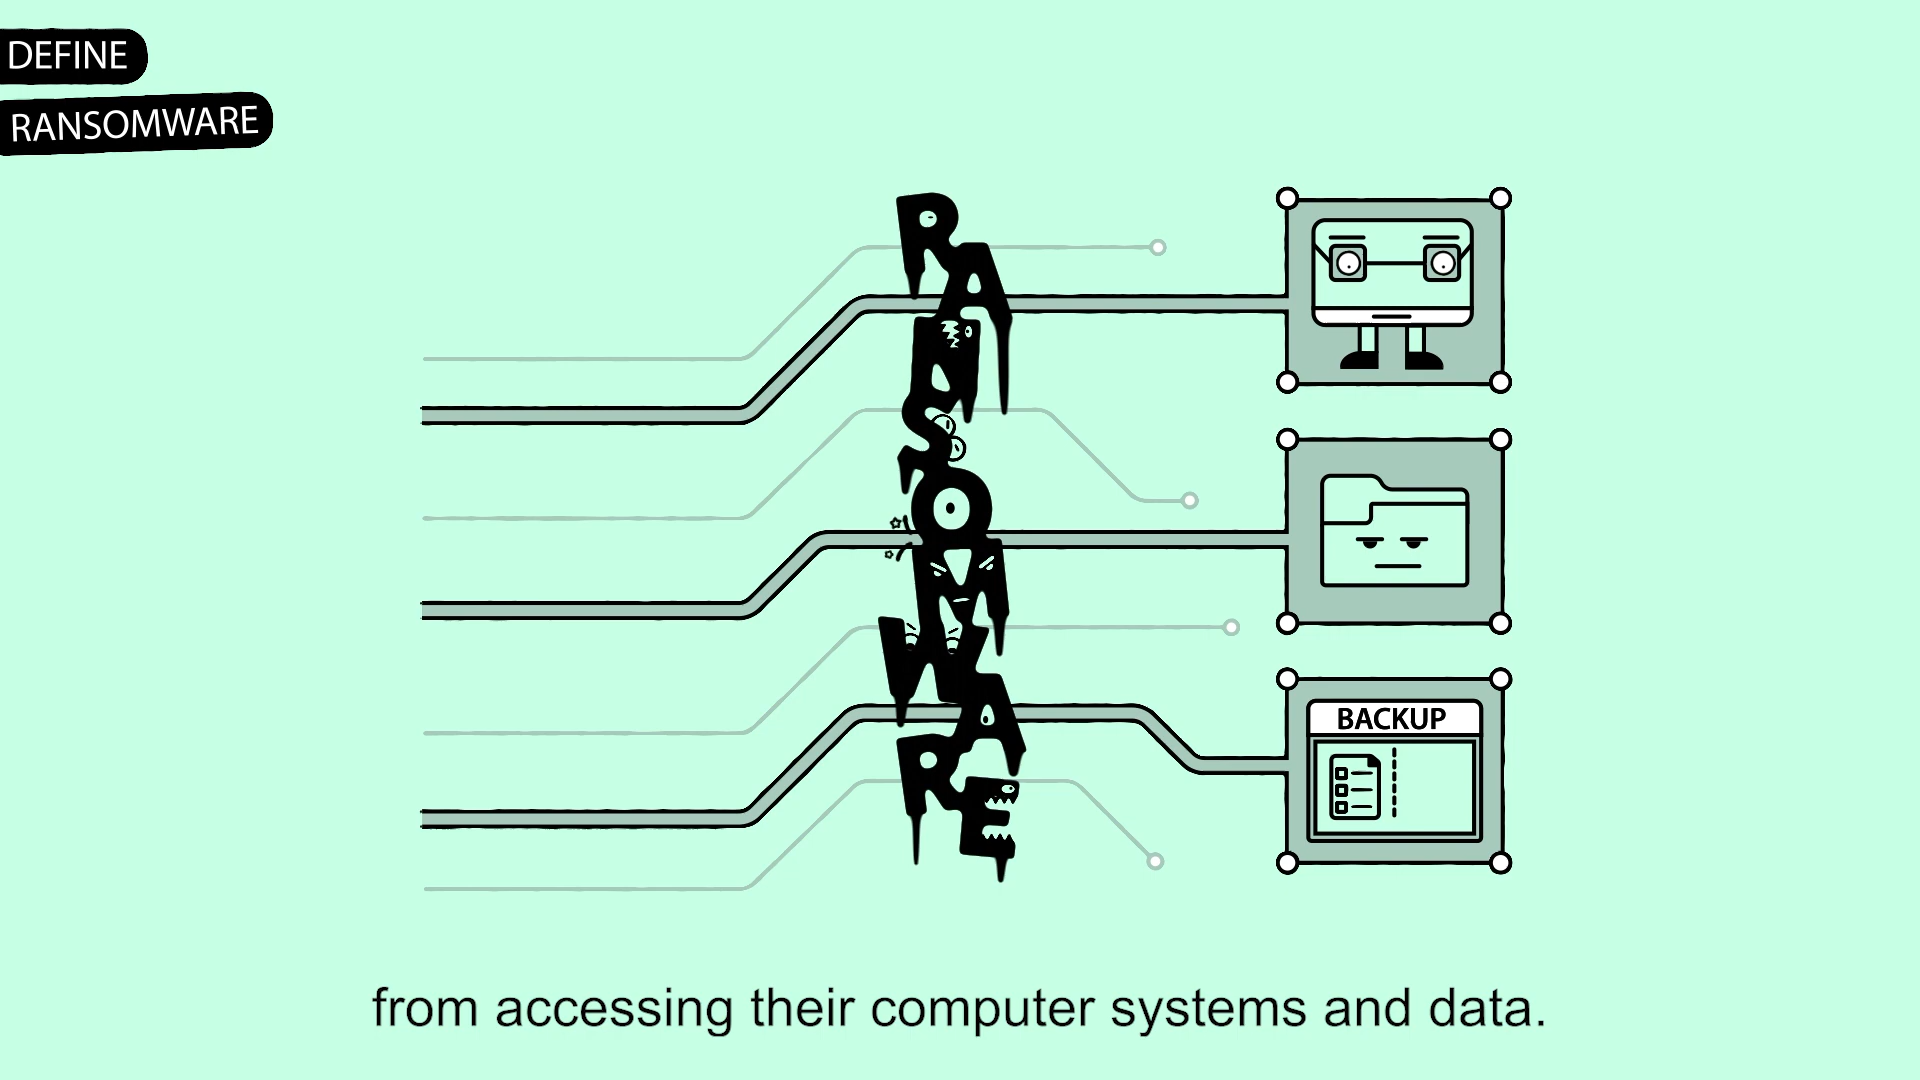 DEFINE
RANSOMWARE
RANSOMWARE
BACKUP
from accessing their computer systems and data.